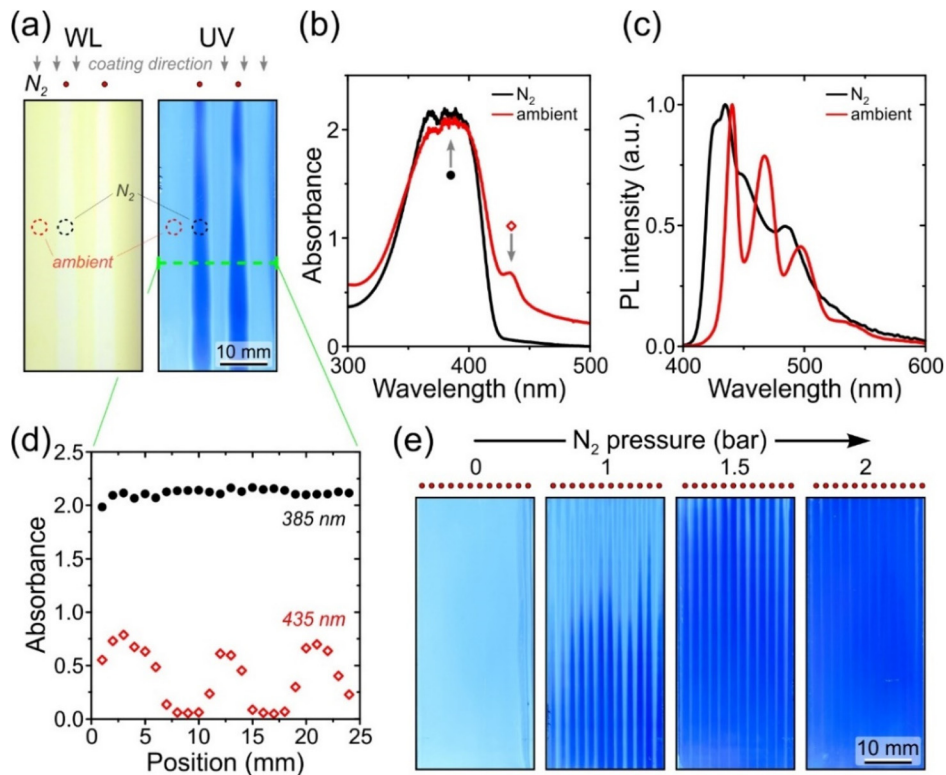 (a)
WL
UV
coating direction
N2
N2
ambient
10 mm
(b)
N2
ambient
Absorbance
2
1
0
300
400
500
Wavelength (nm)
(c)
N2
ambient
PL intensity (a.u.)
1.0
0.5
0.0
400
500
600
Wavelength (nm)
(d)
Absorbance
2.5
2.0
1.5
1.0
0.5
0.0
385 nm
435 nm
0
5
10
15
20
25
Position (mm)
(e)
N2 pressure (bar)
0
1
1.5
2
10 mm